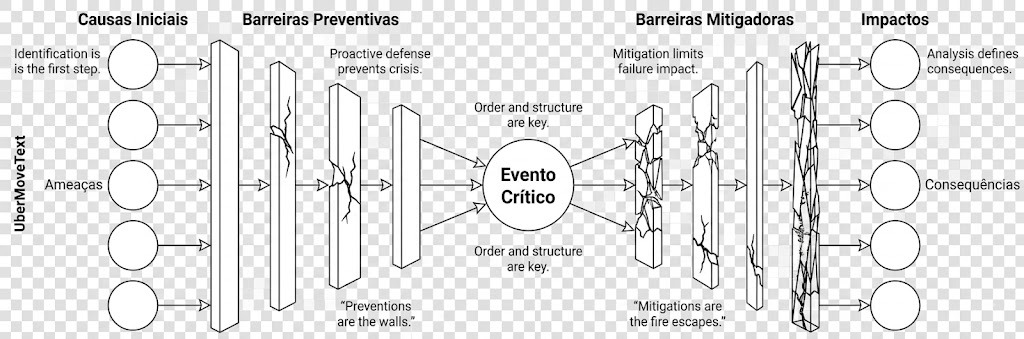 Causas Iniciais
Barreiras Preventivas
Barreiras Mitigadoras
Impactos
Identification is
is the first step.
Proactive defense
prevents crisis.
Mitigation limits
failure impact.
Analysis defines
consequences.
Order and structure
are key.
UberMoveText
Ameaças
Evento
Crítico
Consequências
Order and structure
are key.
“Preventions
are the walls.”
“Mitigations are
the fire escapes.”